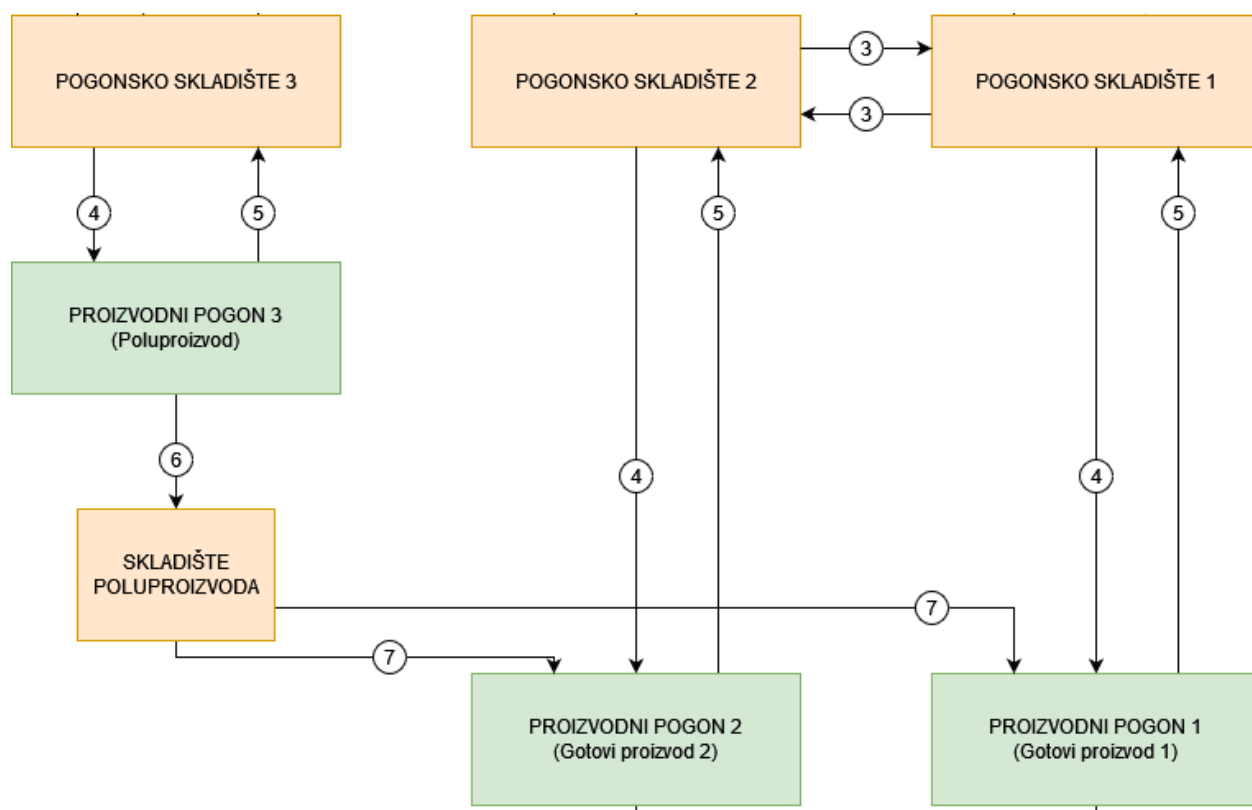 POGONSKO SKLADIŠTE 3
POGONSKO SKLADIŠTE 2
3
POGONSKO SKLADIŠTE 1
3
4
5
5
5
PROIZVODNI POGON 3
(Poluproizvod)
6
4
4
SKLADIŠTE
POLUPROIZVODA
7
7
PROIZVODNI POGON 2
(Gotovi proizvod 2)
PROIZVODNI POGON 1
(Gotovi proizvod 1)